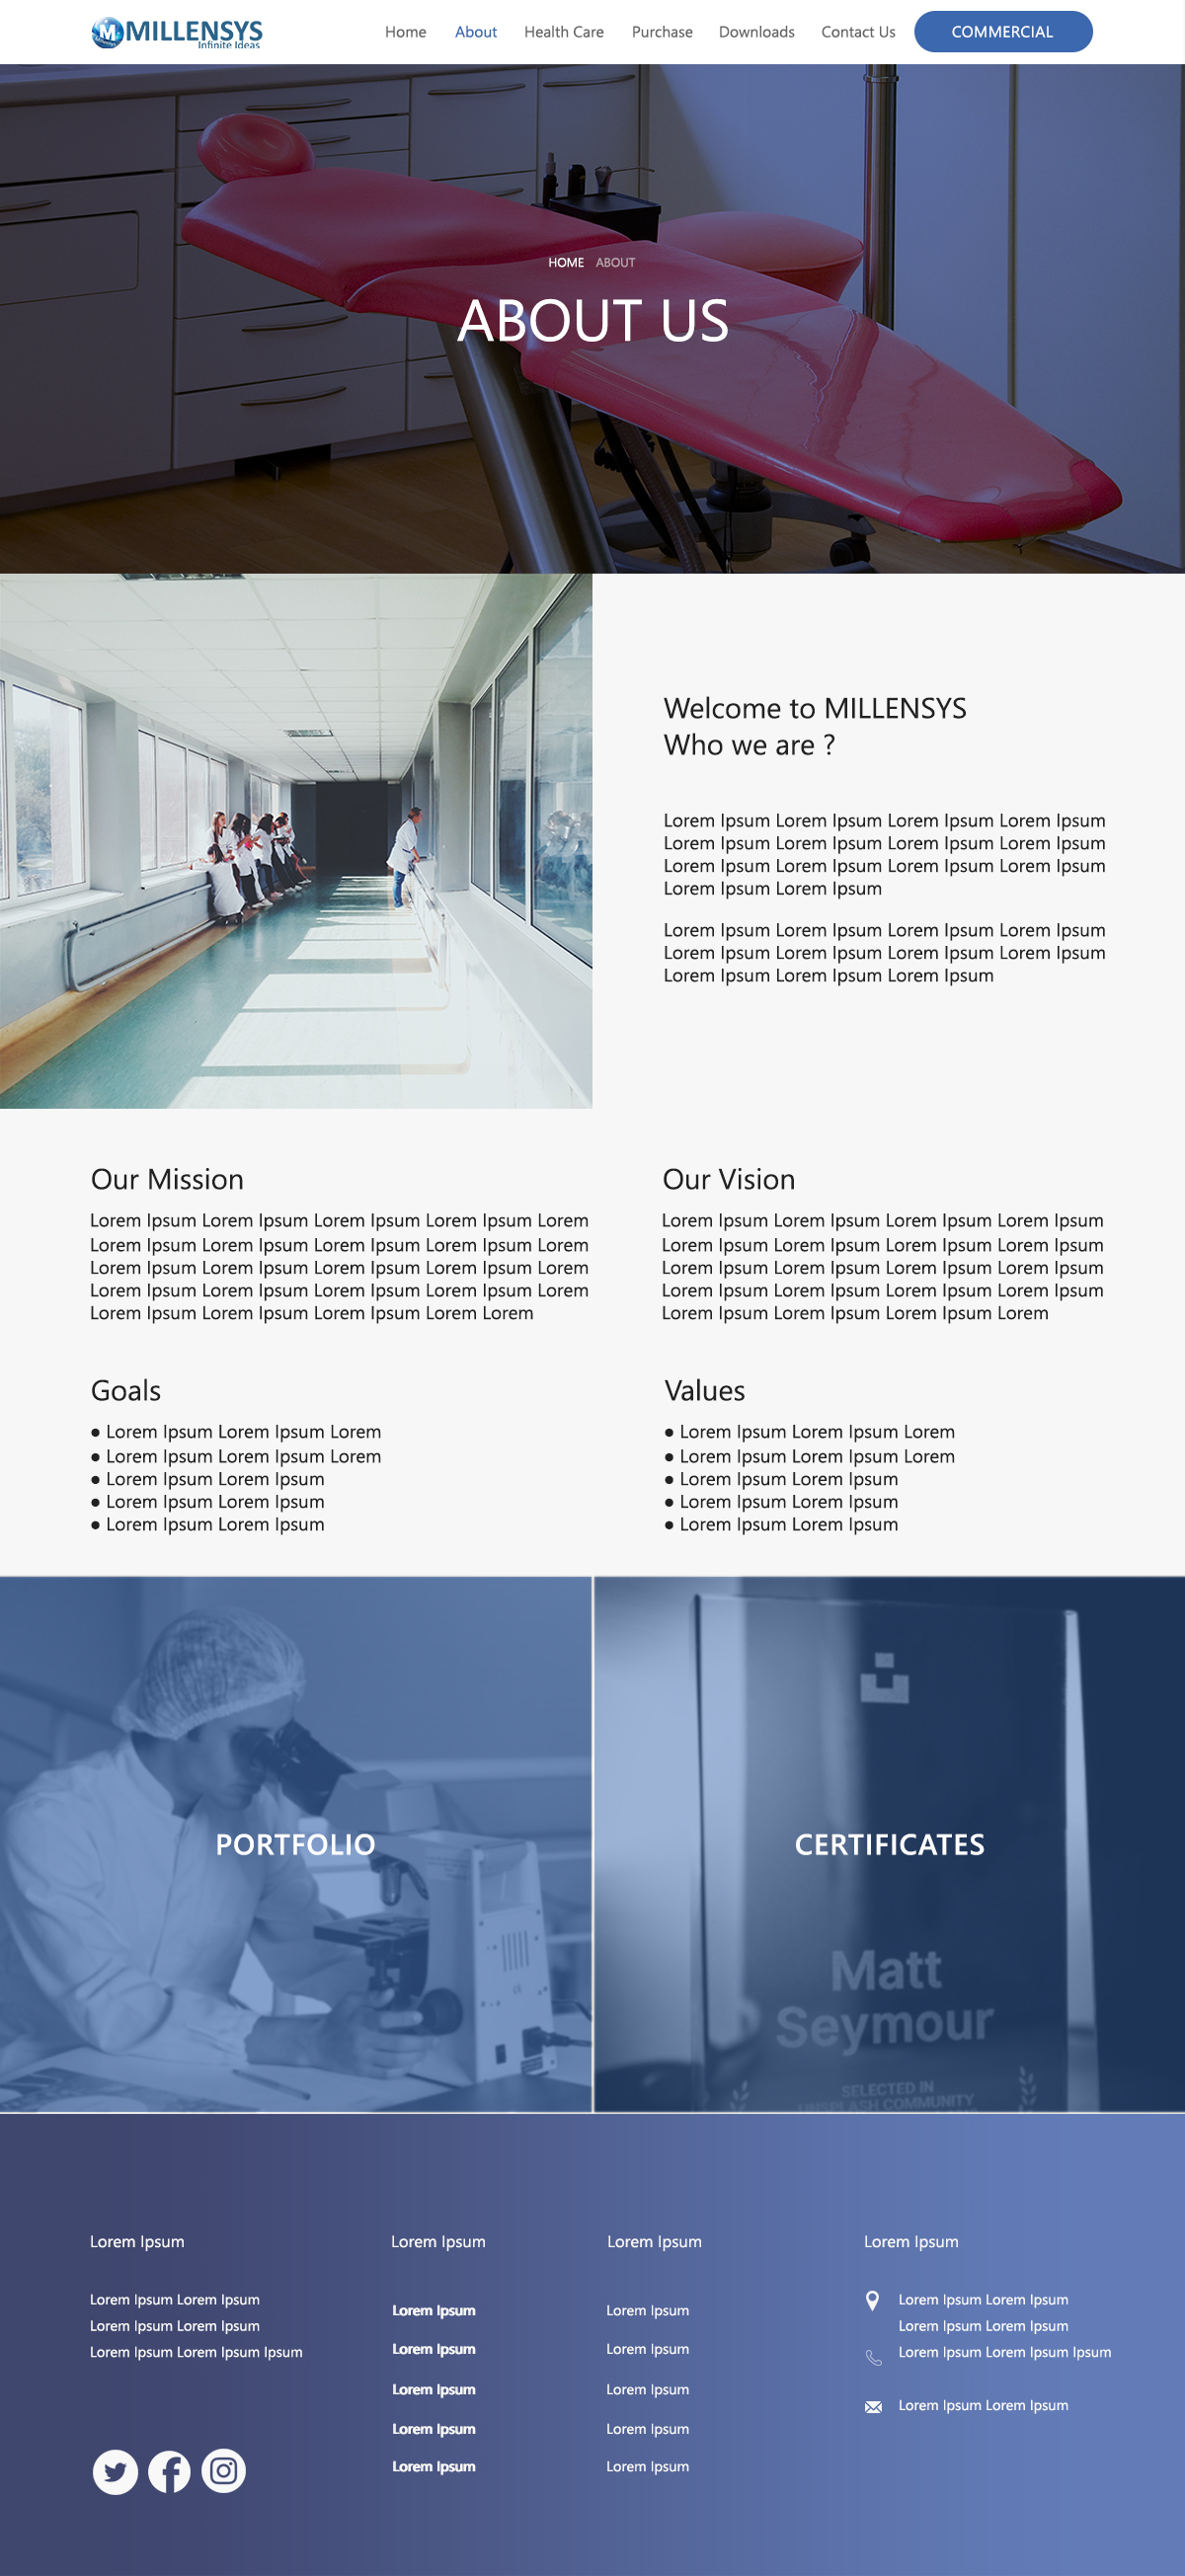 MILLENSYS
Infinite Ideas
Home About Health Care Purchase Downloads Contact Us COMMERCIAL
HOME ABOUT
ABOUT US
Welcome to MILLENSYS
Who we are ?
Lorem Ipsum Lorem Ipsum Lorem Ipsum Lorem Ipsum
Lorem Ipsum Lorem Ipsum Lorem Ipsum Lorem Ipsum
Lorem Ipsum Lorem Ipsum Lorem Ipsum Lorem Ipsum
Lorem Ipsum Lorem Ipsum
Lorem Ipsum Lorem Ipsum Lorem Ipsum Lorem Ipsum
Lorem Ipsum Lorem Ipsum Lorem Ipsum Lorem Ipsum
Lorem Ipsum Lorem Ipsum Lorem Ipsum
Our Mission
Lorem Ipsum Lorem Ipsum Lorem Ipsum Lorem Ipsum Lorem
Lorem Ipsum Lorem Ipsum Lorem Ipsum Lorem Ipsum Lorem
Lorem Ipsum Lorem Ipsum Lorem Ipsum Lorem Ipsum Lorem
Lorem Ipsum Lorem Ipsum Lorem Ipsum Lorem Ipsum Lorem
Lorem Ipsum Lorem Ipsum Lorem Ipsum Lorem Lorem
Our Vision
Lorem Ipsum Lorem Ipsum Lorem Ipsum Lorem Ipsum
Lorem Ipsum Lorem Ipsum Lorem Ipsum Lorem Ipsum
Lorem Ipsum Lorem Ipsum Lorem Ipsum Lorem Ipsum
Lorem Ipsum Lorem Ipsum Lorem Ipsum Lorem Ipsum
Lorem Ipsum Lorem Ipsum Lorem Ipsum Lorem
Goals
● Lorem Ipsum Lorem Ipsum Lorem
● Lorem Ipsum Lorem Ipsum Lorem
● Lorem Ipsum Lorem Ipsum
● Lorem Ipsum Lorem Ipsum
● Lorem Ipsum Lorem Ipsum
Values
● Lorem Ipsum Lorem Ipsum Lorem
● Lorem Ipsum Lorem Ipsum Lorem
● Lorem Ipsum Lorem Ipsum
● Lorem Ipsum Lorem Ipsum
● Lorem Ipsum Lorem Ipsum
PORTFOLIO
CERTIFICATES
Matt
Seymour
SELECTED IN
UNSPLASH COMMUNITY
Lorem Ipsum
Lorem Ipsum Lorem Ipsum
Lorem Ipsum Lorem Ipsum
Lorem Ipsum Lorem Ipsum Ipsum
Lorem Ipsum
Lorem Ipsum
Lorem Ipsum
Lorem Ipsum
Lorem Ipsum
Lorem Ipsum
Lorem Ipsum
Lorem Ipsum
Lorem Ipsum
Lorem Ipsum
Lorem Ipsum
Lorem Ipsum
Lorem Ipsum
Lorem Ipsum Lorem Ipsum
Lorem Ipsum Lorem Ipsum
Lorem Ipsum Lorem Ipsum Ipsum
Lorem Ipsum Lorem Ipsum